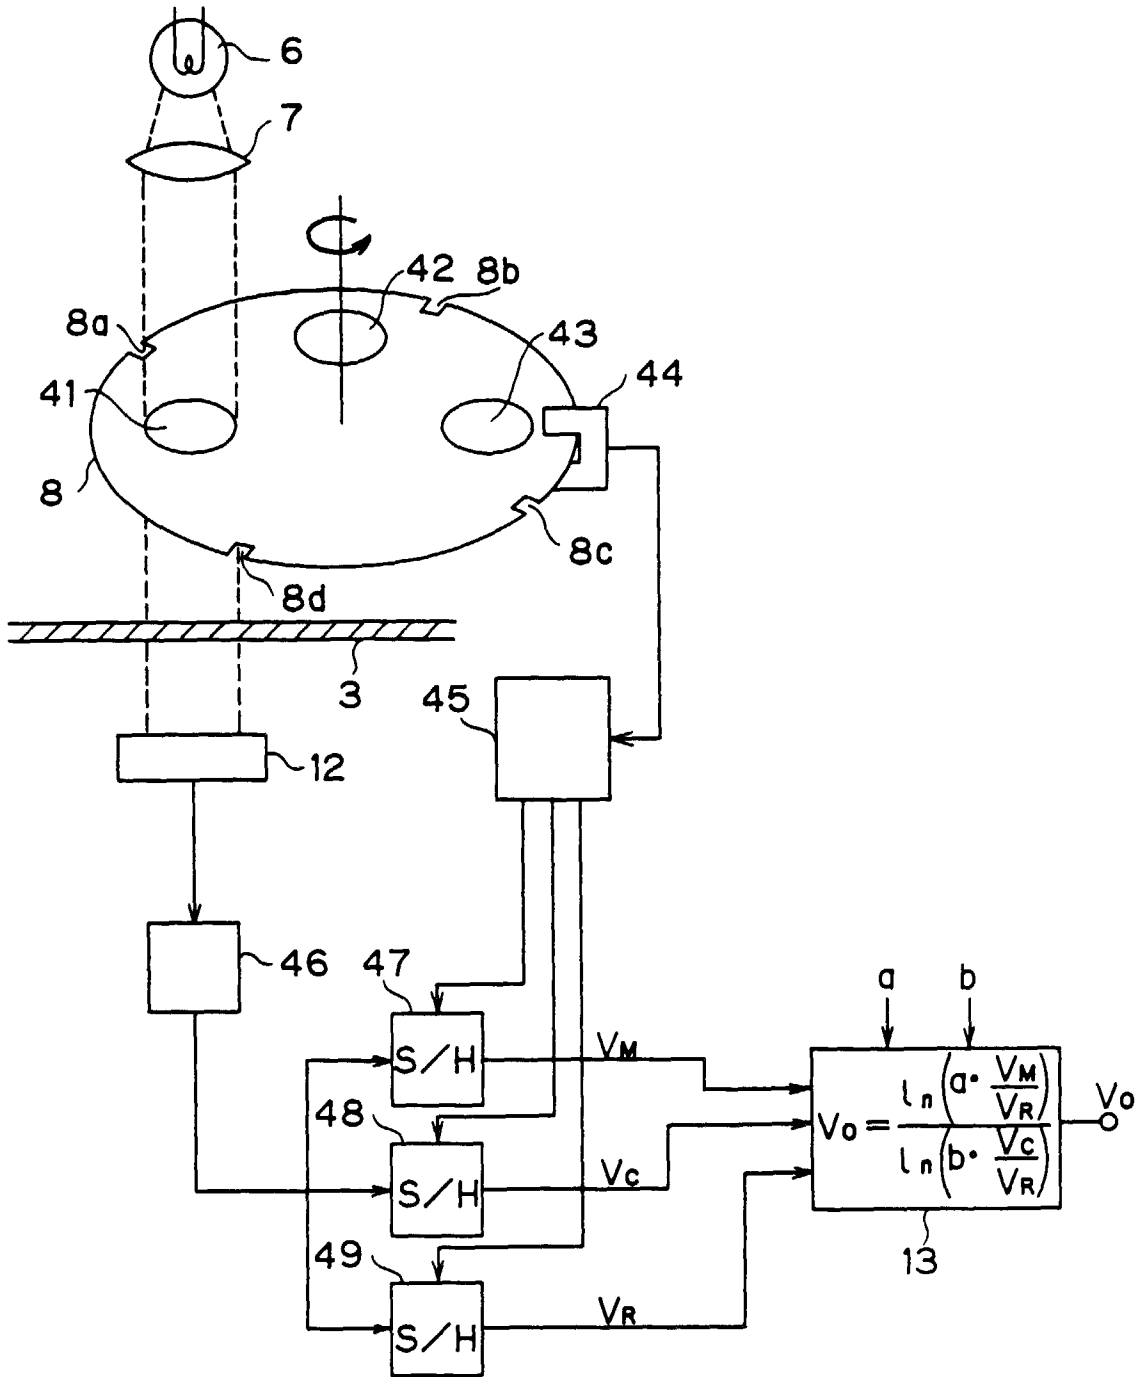 6
7
42
8b
8a
43
44
41
8
8c
8d
3
45
12
46
47
a
b
S/H
VM
48
Vo = ln(a· VM/VR) / ln(b· VC/VR)
Vo
S/H
VC
49
13
S/H
VR